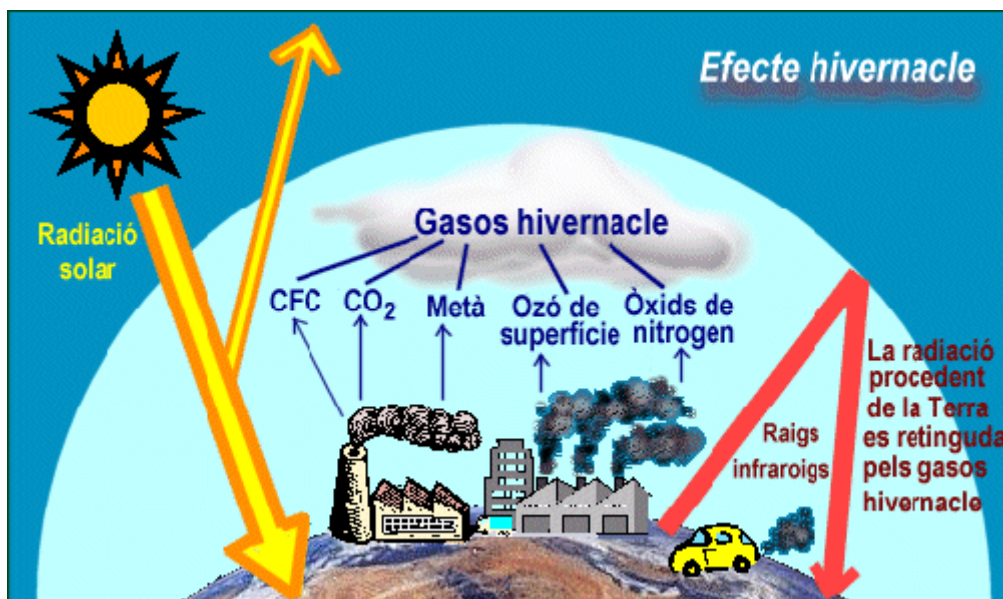 Efecte hivernacle
Radiació
solar
Gasos hivernacle
CFC
CO₂
Metà
Ozó de
superfície
Òxids de
nitrogen
Raigs
infraroigs
La radiació
procedent
de la Terra
es retinguda
pels gasos
hivernacle